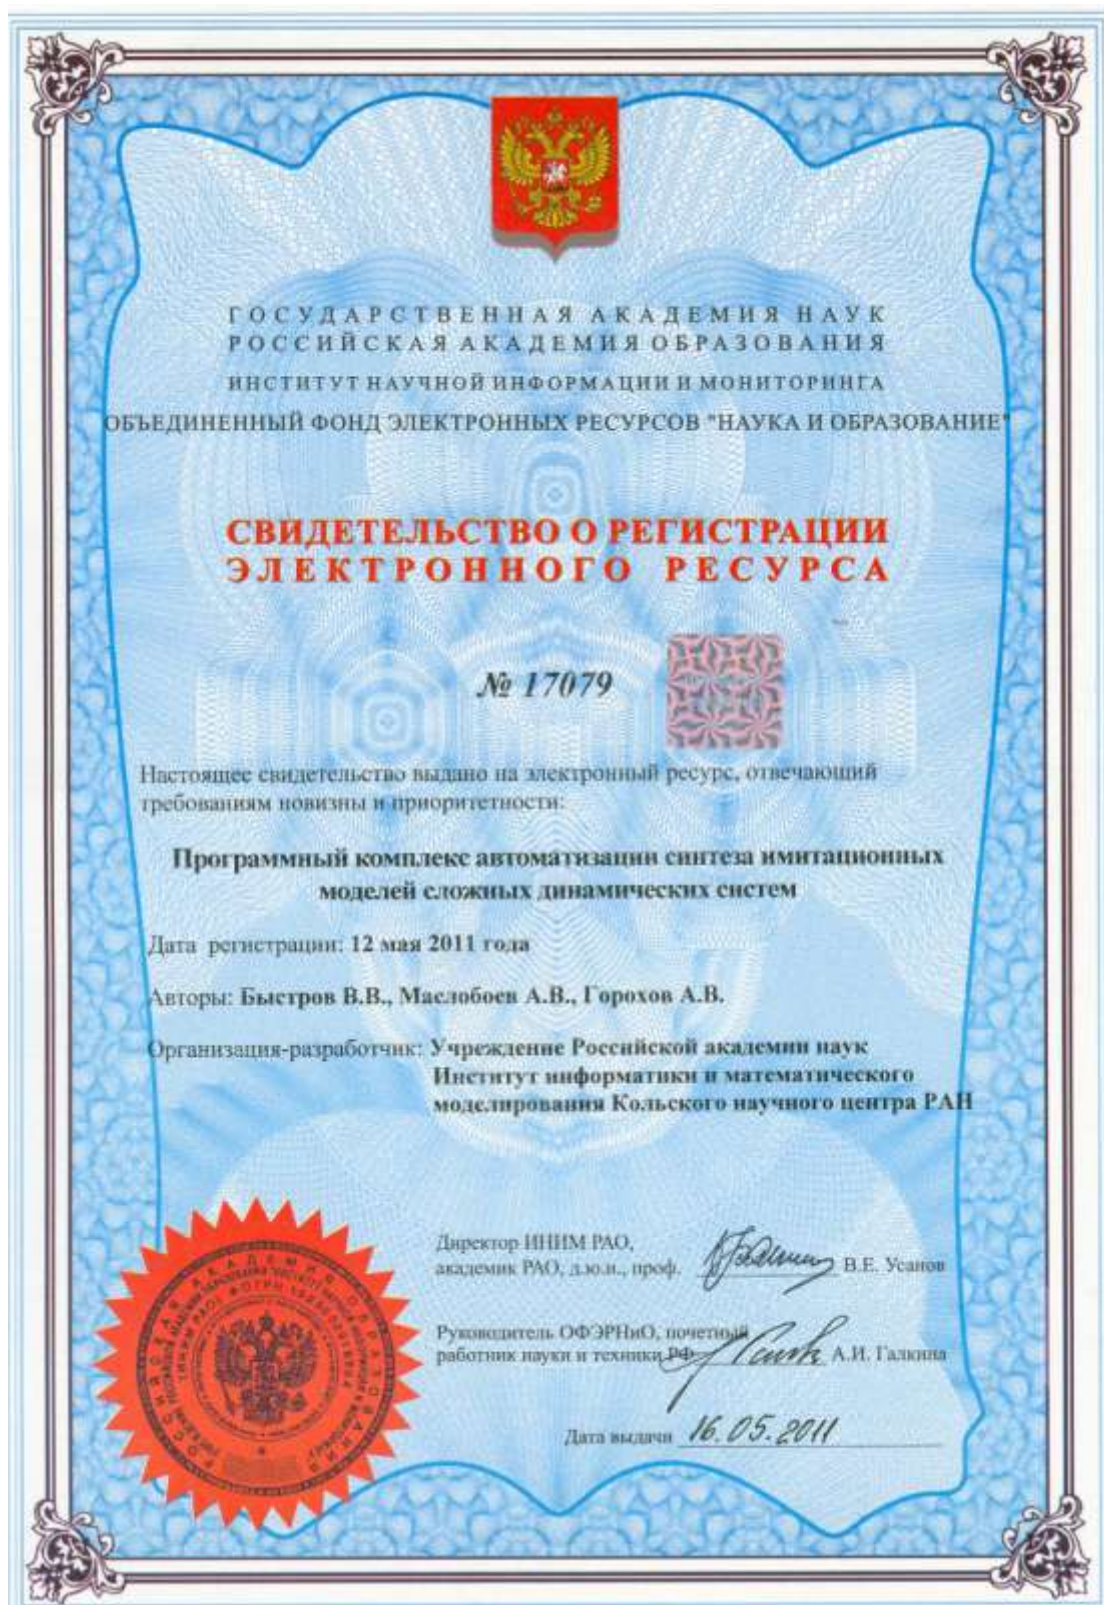 ГОСУДАРСТВЕННАЯ АКАДЕМИЯ НАУК
РОССИЙСКАЯ АКАДЕМИЯ ОБРАЗОВАНИЯ
ИНСТИТУТ НАУЧНОЙ ИНФОРМАЦИИ И МОНИТОРИНГА
ОБЪЕДИНЕННЫЙ ФОНД ЭЛЕКТРОННЫХ РЕСУРСОВ "НАУКА И ОБРАЗОВАНИЕ"
СВИДЕТЕЛЬСТВО О РЕГИСТРАЦИИ
ЭЛЕКТРОННОГО РЕСУРСА
№ 17079
Настоящее свидетельство выдано на электронный ресурс, отвечающий
требованиям новизны и приоритетности:
Программный комплекс автоматизации синтеза имитационных
моделей сложных динамических систем
Дата регистрации: 12 мая 2011 года
Авторы: Быстров В.В., Маслобоев А.В., Горохов А.В.
Организация-разработчик: Учреждение Российской академии наук
Институт информатики и математического
моделирования Кольского научного центра РАН
Директор ИНИМ РАО,
академик РАО, д.ю.н., проф. В.Е. Усанов
Руководитель ОФЭРНиО, почетный
работник науки и техники РФ А.И. Галкина
Дата выдачи 16.05.2011
РОССИЙСКАЯ АКАДЕМИЯ ОБРАЗОВАНИЯ